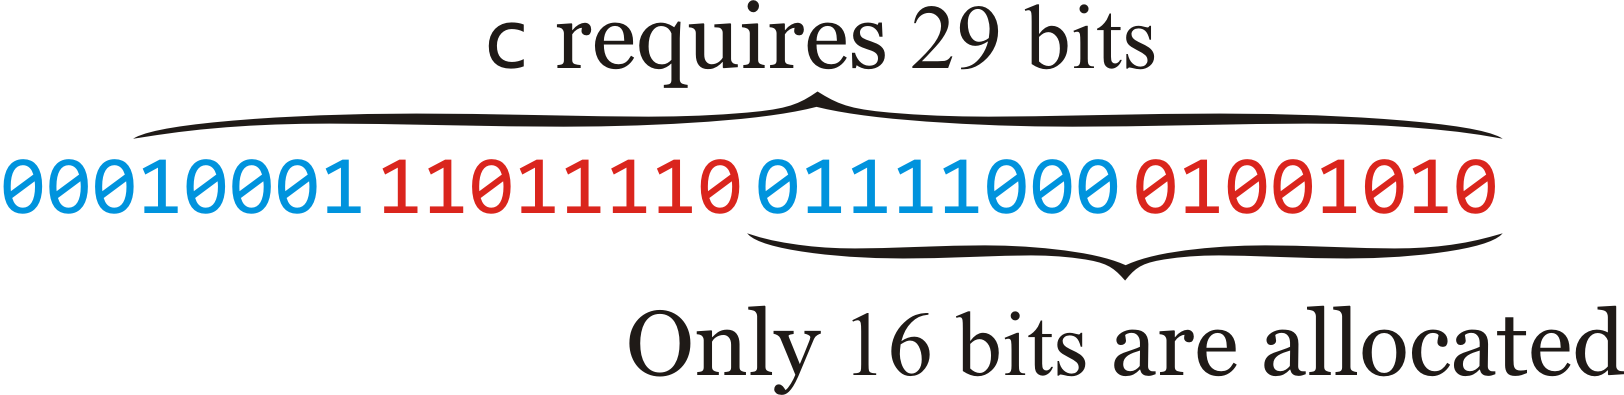 c requires 29 bits
00010001 11011110 01111000 01001010
Only 16 bits are allocated